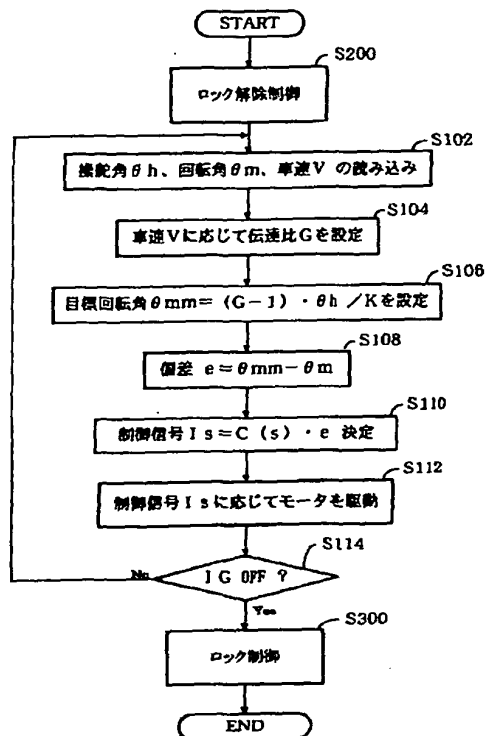 START
S200
ロック解除制御
S102
操舵角θh、回転角θm、車速V の読み込み
S104
車速Vに応じて伝達比Gを設定
S106
目標回転角θmm=(G-1)・θh/Kを設定
S108
偏差 e=θmm-θm
S110
制御信号Is=C(s)・e 決定
S112
制御信号Isに応じてモータを駆動
S114
IG OFF ?
No
Yes
S300
ロック制御
END